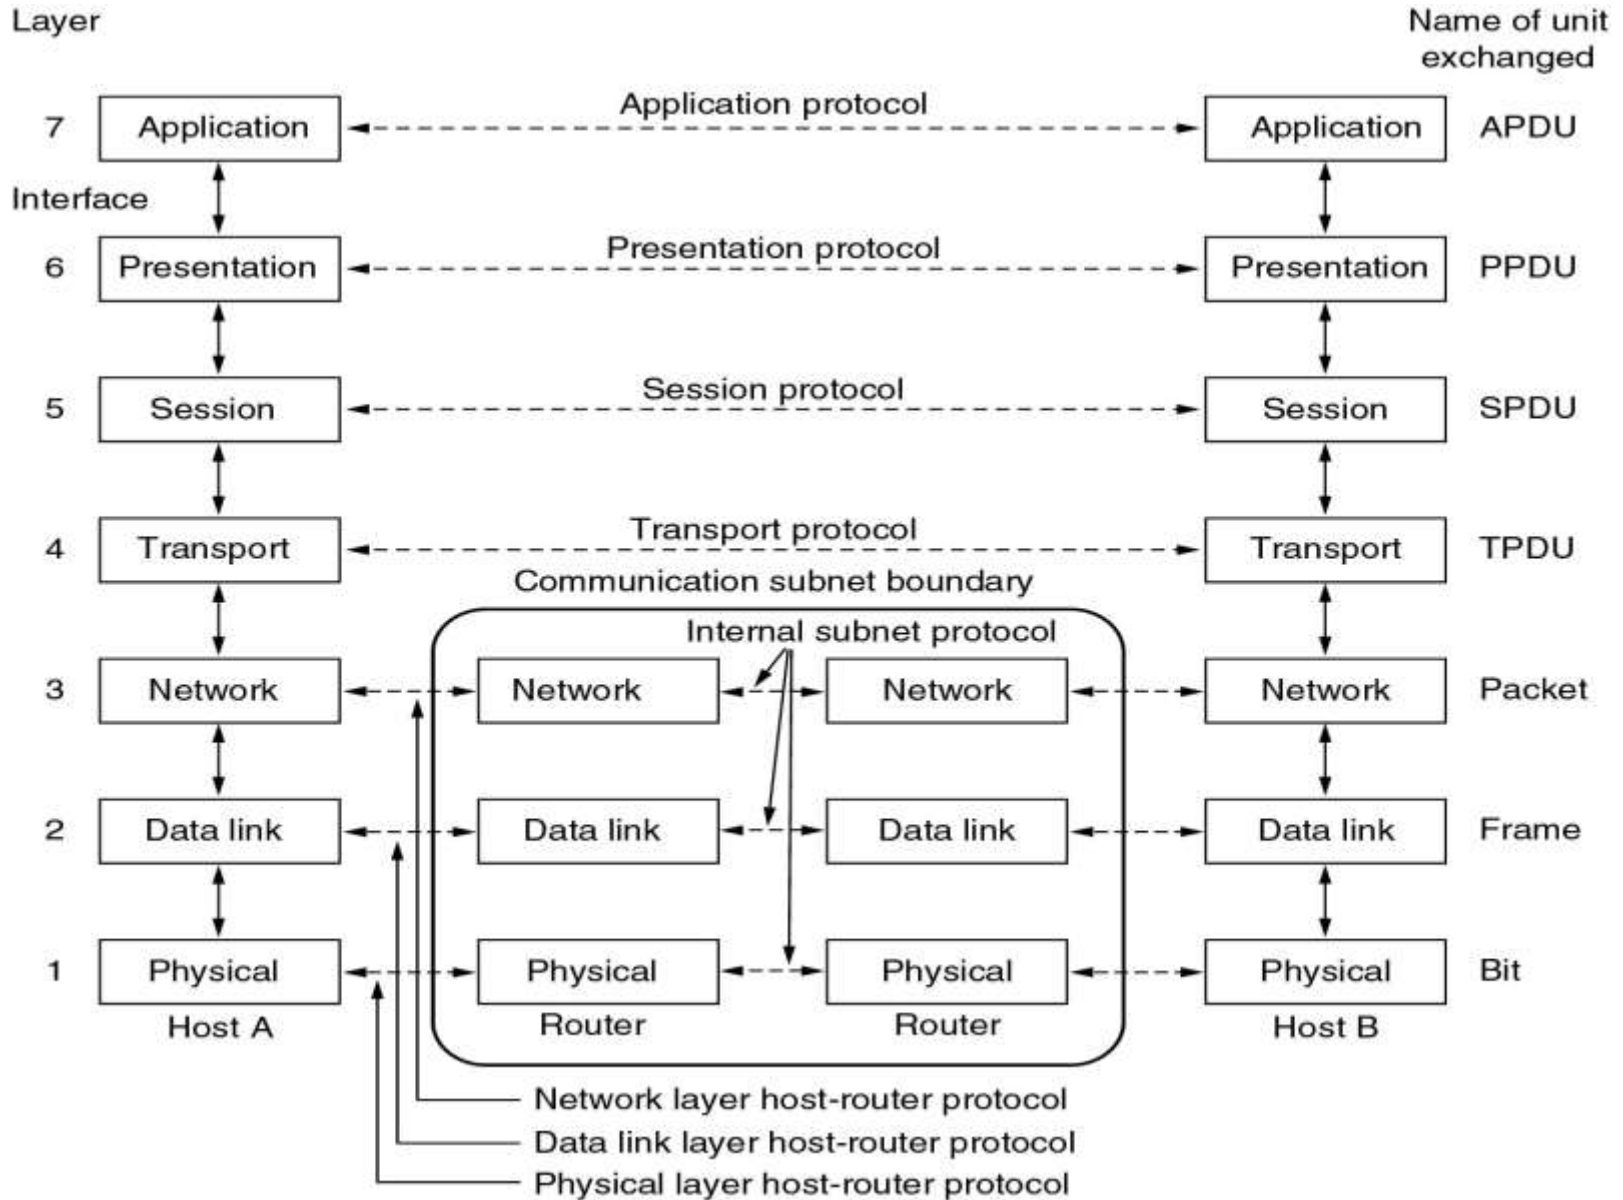 Layer
Name of unit
exchanged
Application protocol
7
Application
Application
APDU
Interface
Presentation protocol
6
Presentation
Presentation
PPDU
Session protocol
5
Session
Session
SPDU
Transport protocol
4
Transport
Transport
TPDU
Communication subnet boundary
Internal subnet protocol
3
Network
Network
Network
Network
Packet
2
Data link
Data link
Data link
Data link
Frame
1
Physical
Physical
Physical
Physical
Bit
Host A
Router
Router
Host B
Network layer host-router protocol
Data link layer host-router protocol
Physical layer host-router protocol